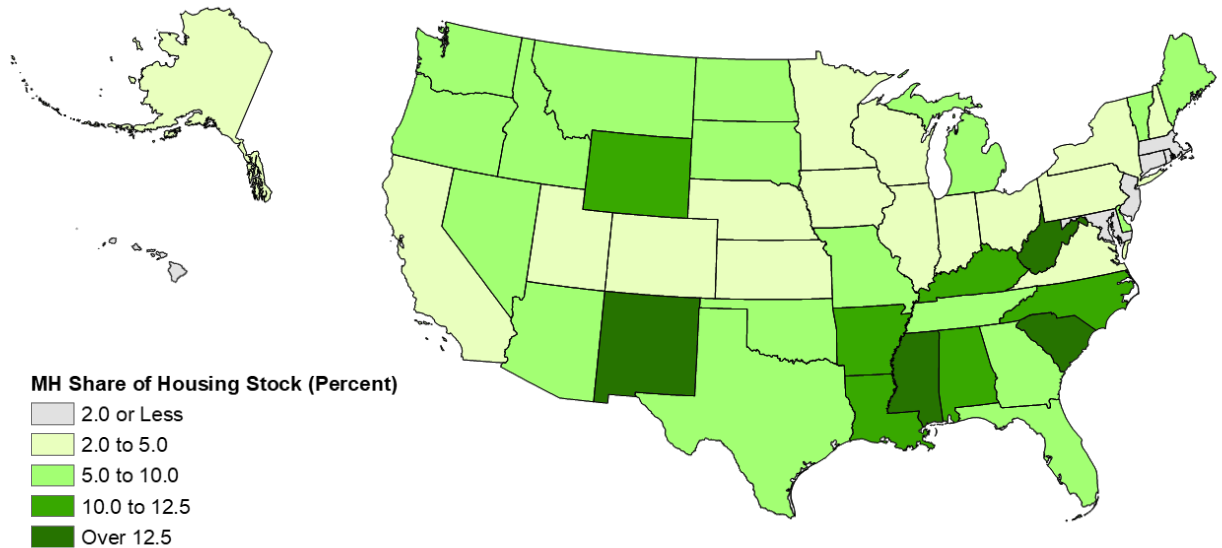 MH Share of Housing Stock (Percent)
2.0 or Less
2.0 to 5.0
5.0 to 10.0
10.0 to 12.5
Over 12.5